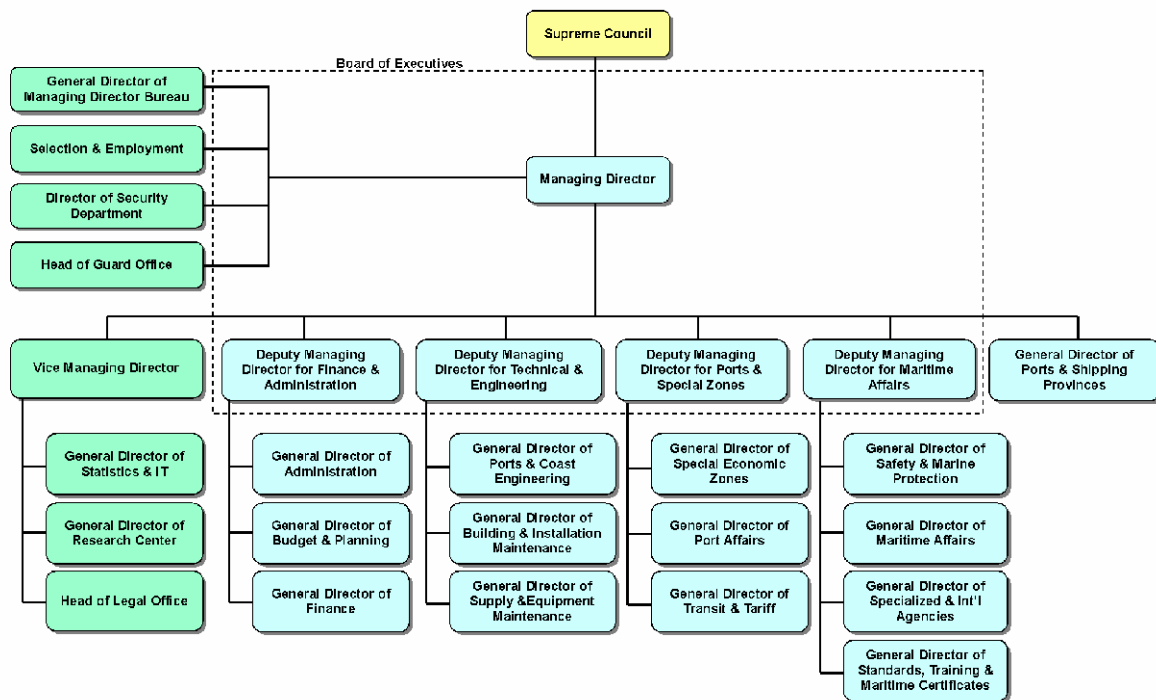 Supreme Council
Board of Executives
General Director of
Managing Director Bureau
Selection & Employment
Director of Security
Department
Head of Guard Office
Managing Director
Vice Managing Director
Deputy Managing
Director for Finance &
Administration
Deputy Managing
Director for Technical &
Engineering
Deputy Managing
Director for Ports &
Special Zones
Deputy Managing
Director for Maritime
Affairs
General Director of
Ports & Shipping
Provinces
General Director of
Statistics & IT
General Director of
Research Center
Head of Legal Office
General Director of
Administration
General Director of
Budget & Planning
General Director of
Finance
General Director of
Ports & Coast
Engineering
General Director of
Building & Installation
Maintenance
General Director of
Supply &Equipment
Maintenance
General Director of
Special Economic
Zones
General Director of
Port Affairs
General Director of
Transit & Tariff
General Director of
Safety & Marine
Protection
General Director of
Maritime Affairs
General Director of
Specialized & Int'l
Agencies
General Director of
Standards, Training &
Maritime Certificates